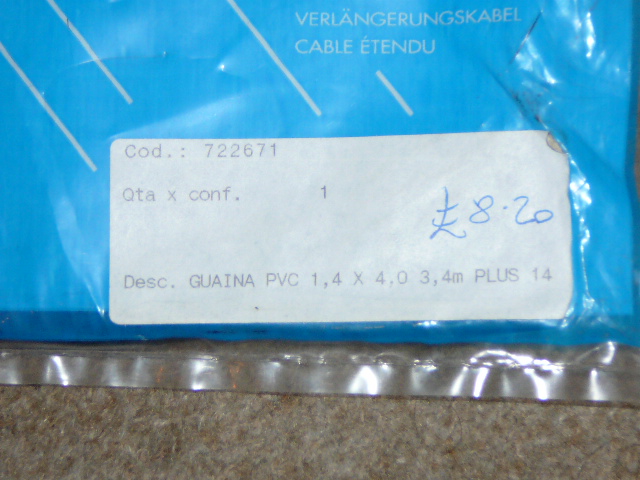 VERLÄNGERUNGSKABEL
CABLE ÉTENDU
Cod.: 722671
Qta x conf. 1
£8.20
Desc. GUAINA PVC 1,4 X 4.0 3,4m PLUS 14